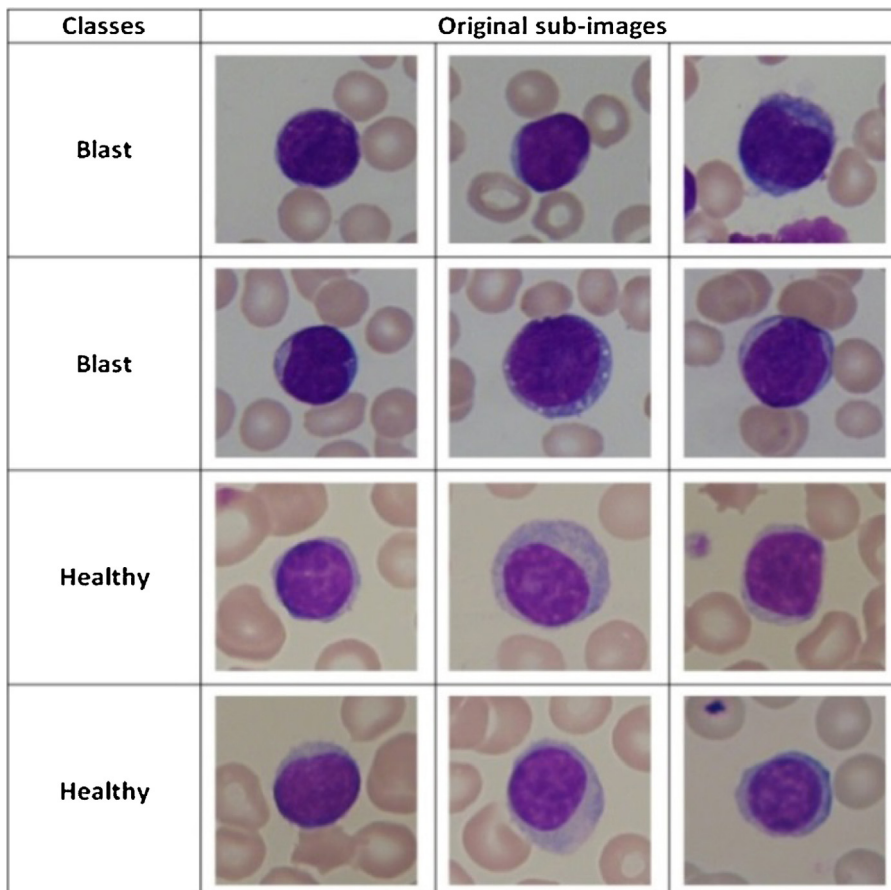 Classes
Original sub-images
Blast
Blast
Healthy
Healthy